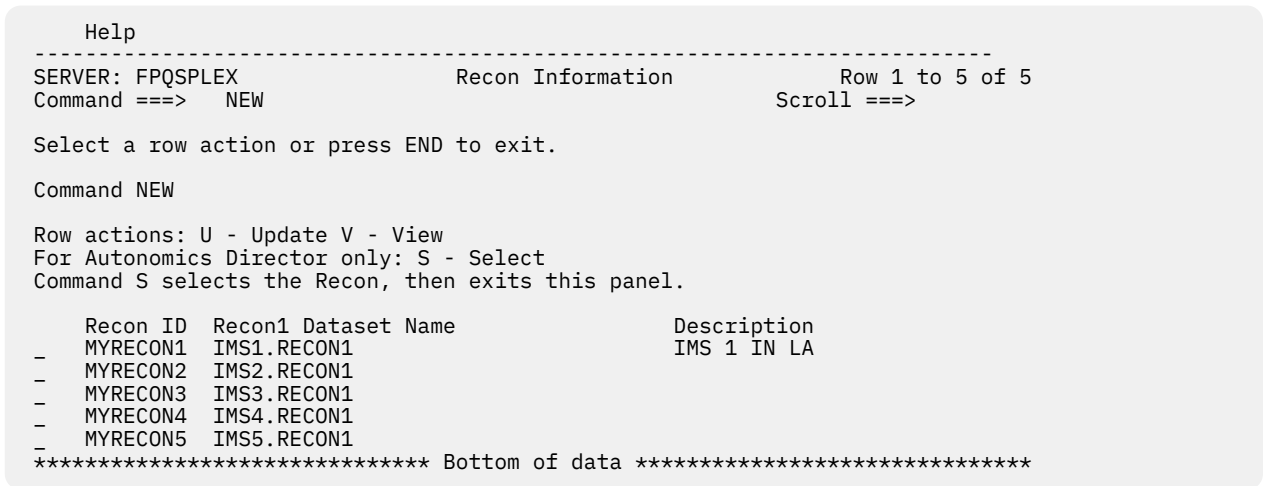 Help
---------------------------------------------------------------------------
SERVER: FPQSPLEX                 Recon Information             Row 1 to 5 of 5
Command ===>   NEW                                        Scroll ===>
Select a row action or press END to exit.
Command NEW
Row actions: U - Update V - View
For Autonomics Director only: S - Select
Command S selects the Recon, then exits this panel.
    Recon ID  Recon1 Dataset Name                 Description
_   MYRECON1  IMS1.RECON1                         IMS 1 IN LA
_   MYRECON2  IMS2.RECON1
_   MYRECON3  IMS3.RECON1
_   MYRECON4  IMS4.RECON1
_   MYRECON5  IMS5.RECON1
******************************* Bottom of data *******************************